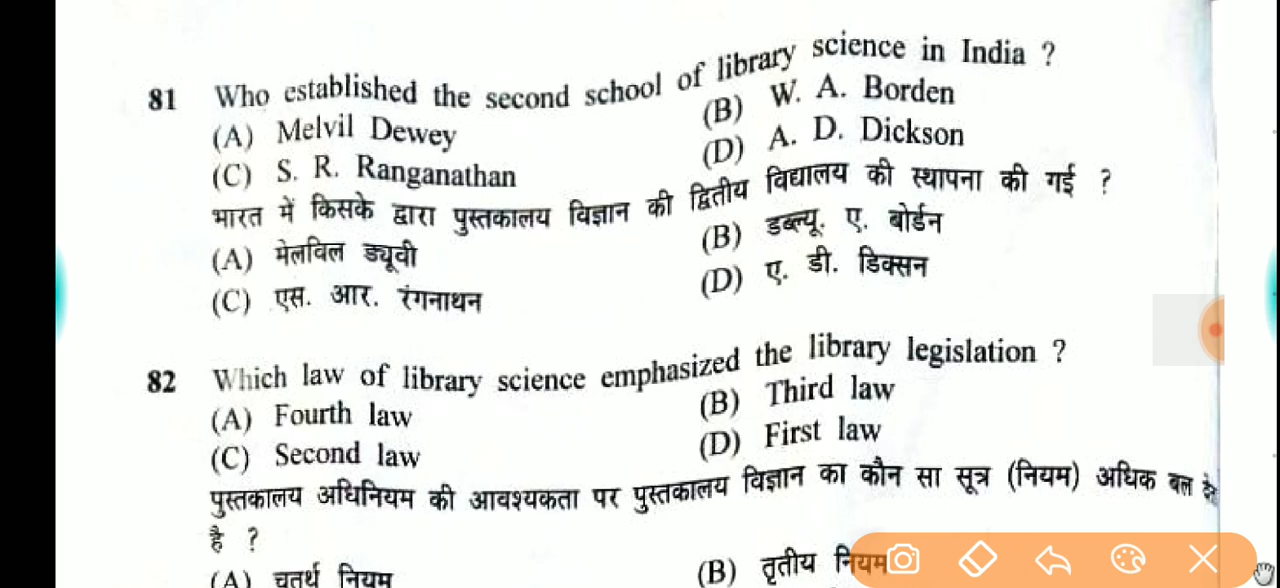 81 Who established the second school of library science in India ?
(A) Melvil Dewey (B) W. A. Borden
(C) S. R. Ranganathan (D) A. D. Dickson
भारत में किसके द्वारा पुस्तकालय विज्ञान की द्वितीय विद्यालय की स्थापना की गई ?
(A) मेलविल ड्यूवी (B) डब्ल्यू. ए. बोर्डन
(C) एस. आर. रंगनाथन (D) ए. डी. डिक्सन
82 Which law of library science emphasized the library legislation ?
(A) Fourth law (B) Third law
(C) Second law (D) First law
पुस्तकालय अधिनियम की आवश्यकता पर पुस्तकालय विज्ञान का कौन सा सूत्र (नियम) अधिक बल
है ?
(A) चतुर्थ नियम (B) तृतीय नियम